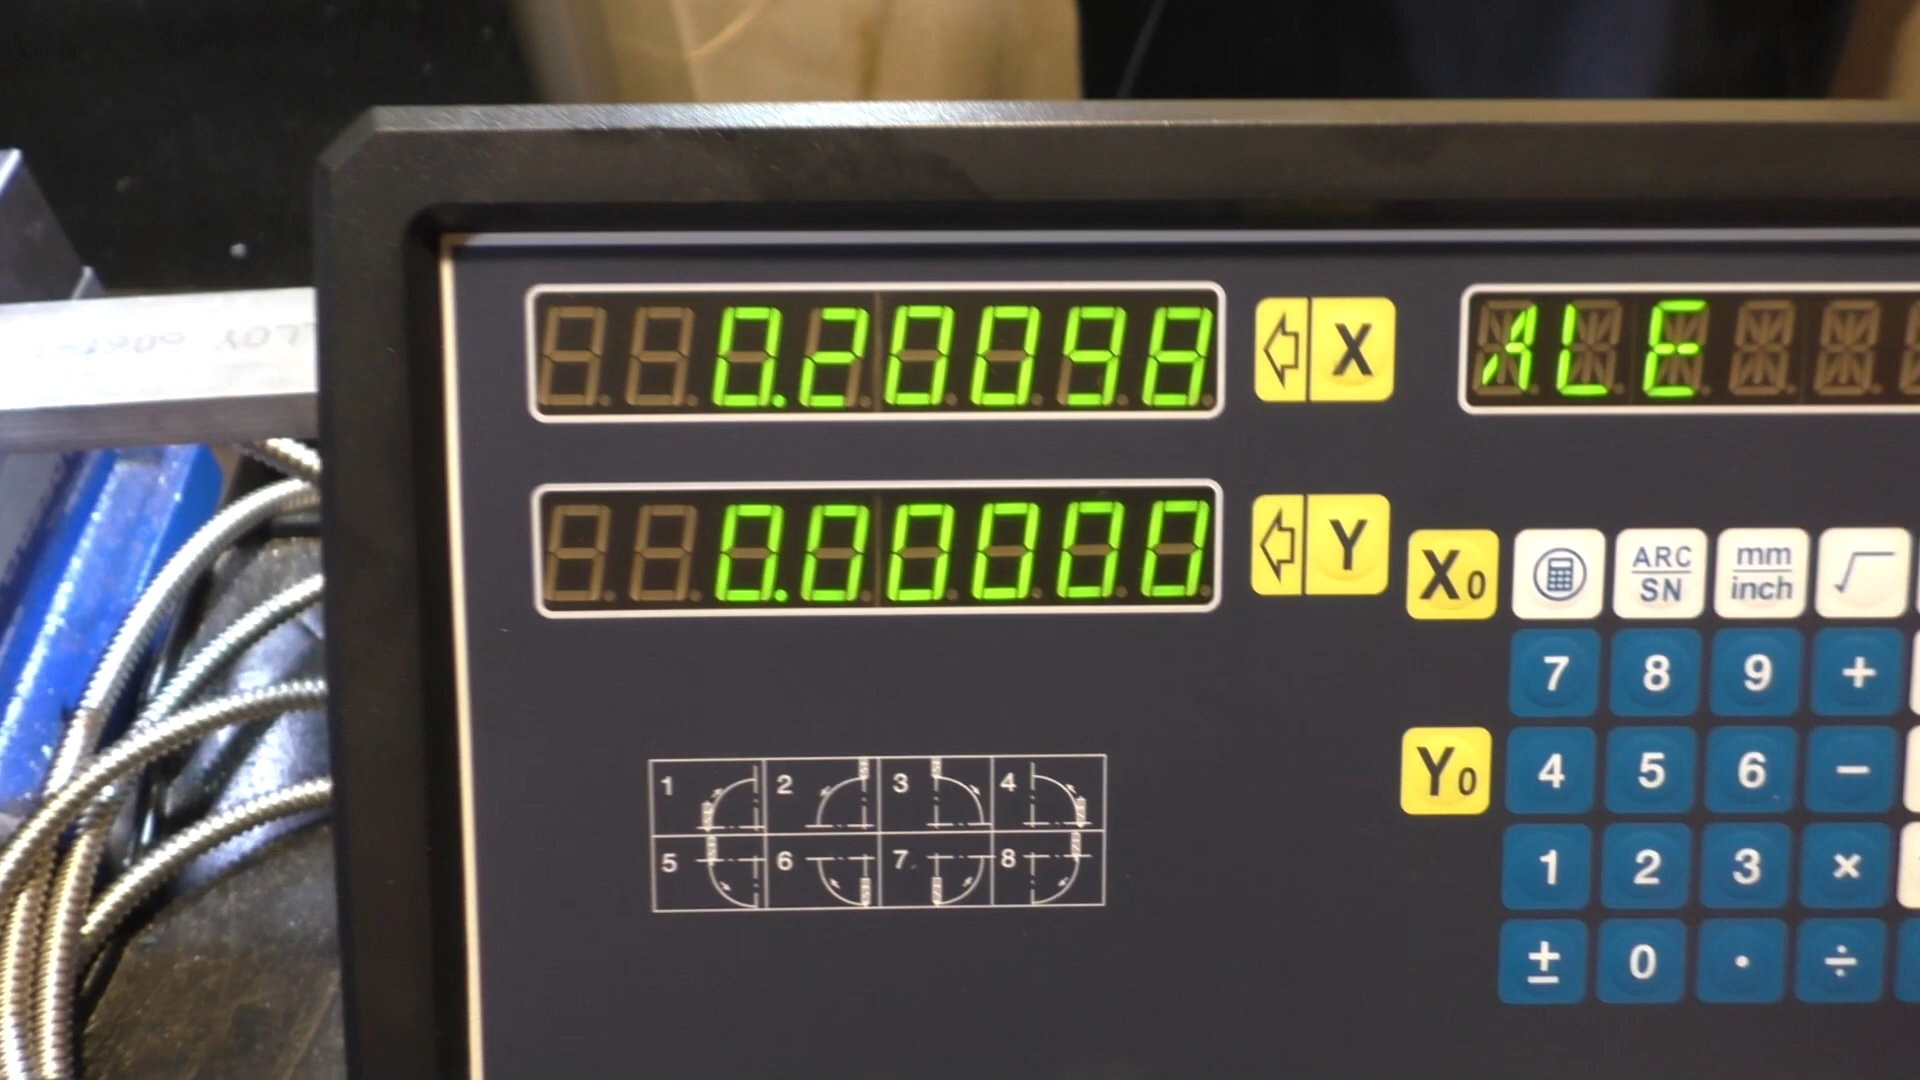 0.20098
X
ALE
0.00000
Y
X0
ARC
SN
mm
inch
√
7 8 9 +
1 2 3 4
Y0
4 5 6 −
5 6 7 8
1 2 3 ×
± 0 · ÷